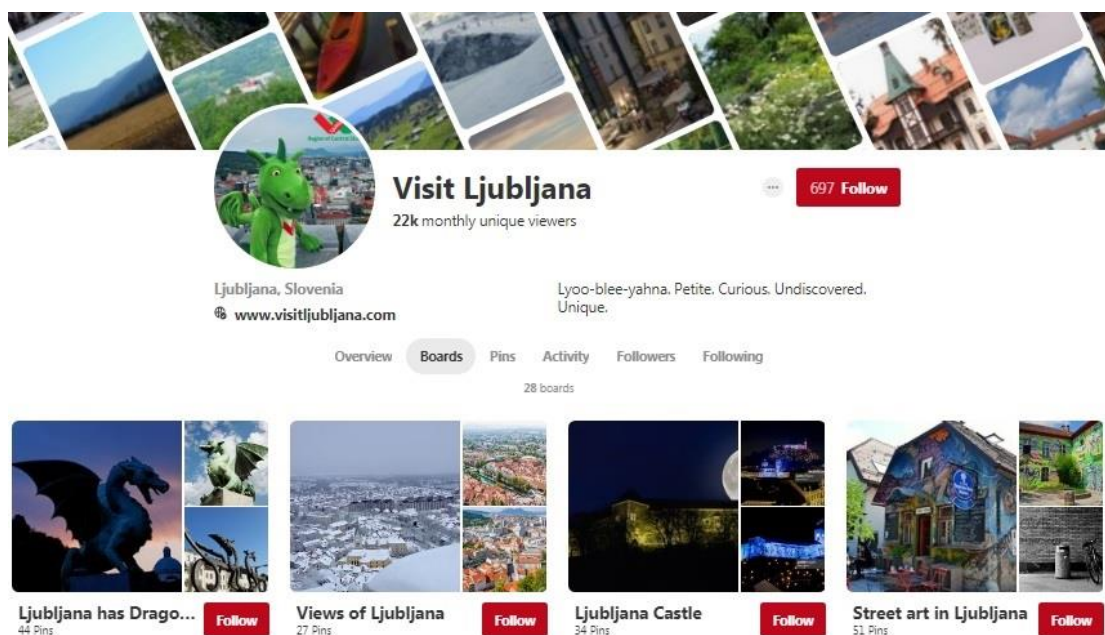 Visit Ljubljana
697 Follow
22k monthly unique viewers
Ljubljana, Slovenia
www.visitljubljana.com
Lyoo-blee-yahna. Petite. Curious. Undiscovered.
Unique.
Overview Boards Pins Activity Followers Following
28 boards
Ljubljana has Drago... Follow
44 Pins
Views of Ljubljana Follow
27 Pins
Ljubljana Castle Follow
34 Pins
Street art in Ljubljana Follow
51 Pins